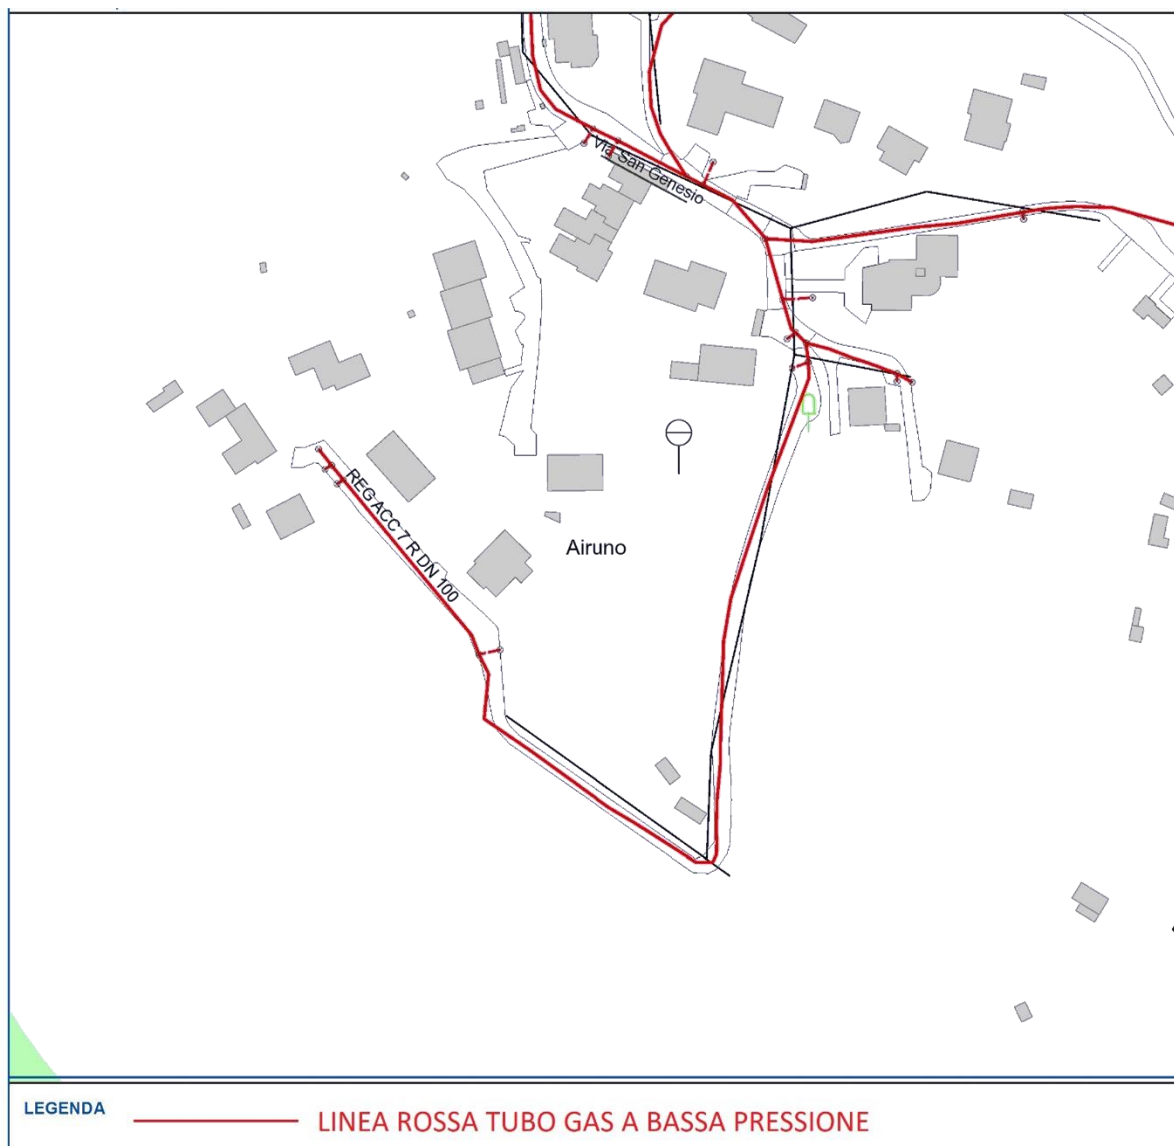 Via San Genesio
REG ACC 7 R DN 100
Airuno
LEGENDA
LINEA ROSSA TUBO GAS A BASSA PRESSIONE